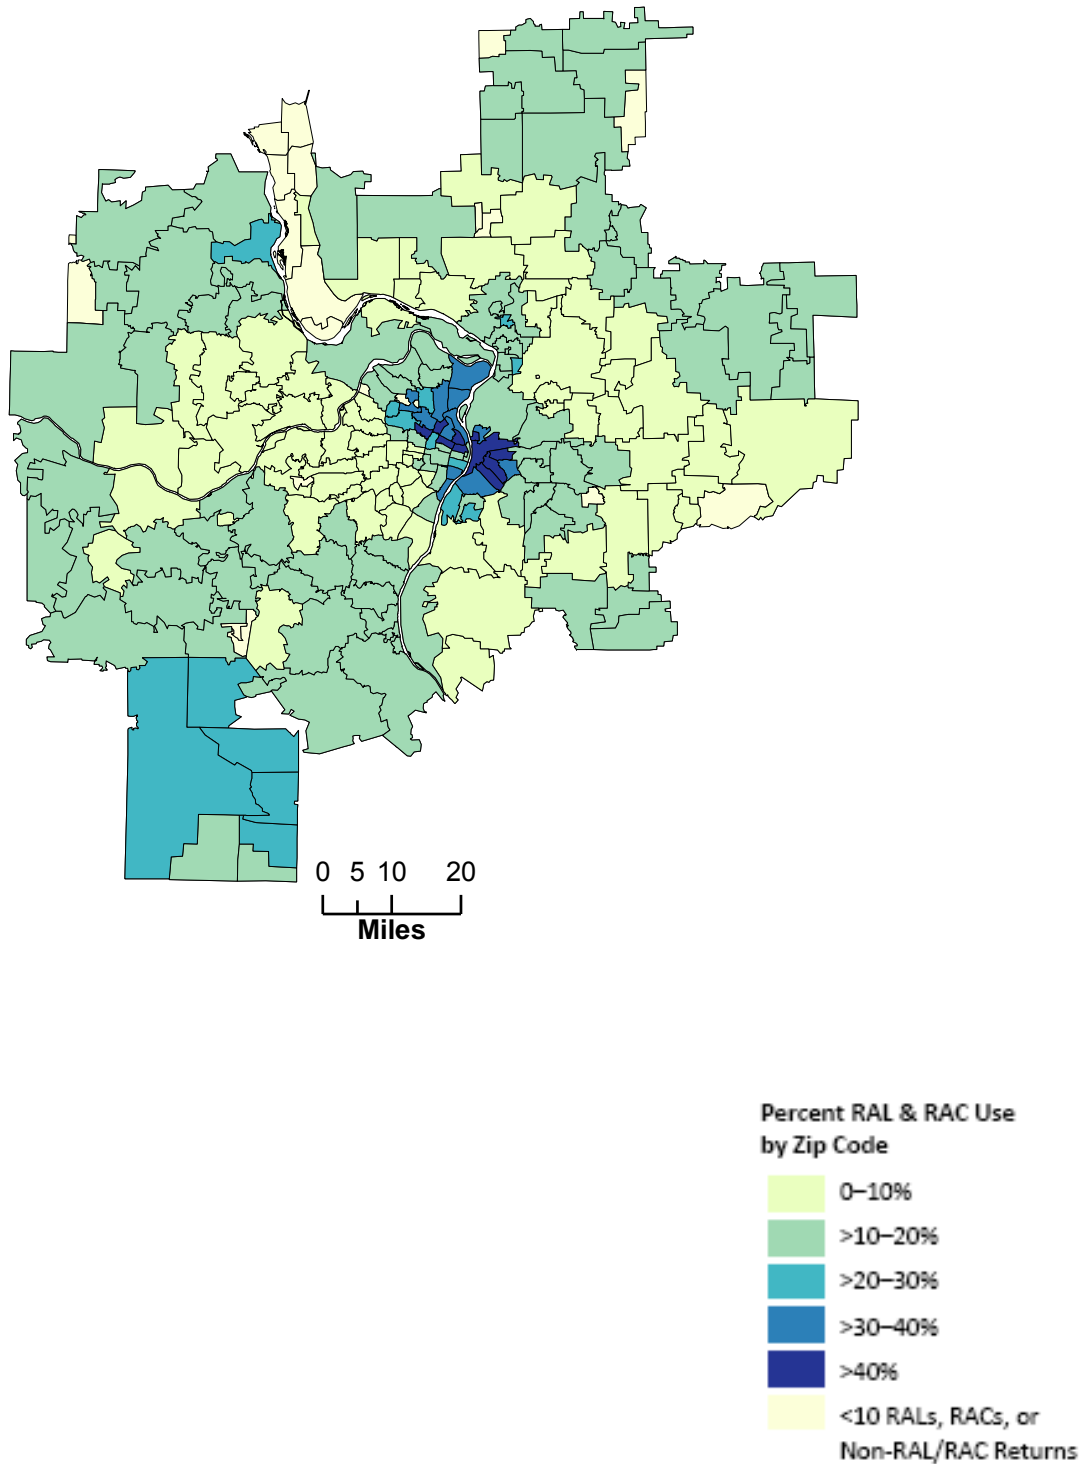 0 5 10 20
Miles
Percent RAL & RAC Use
by Zip Code
0–10%
>10–20%
>20–30%
>30–40%
>40%
<10 RALs, RACs, or
Non-RAL/RAC Returns